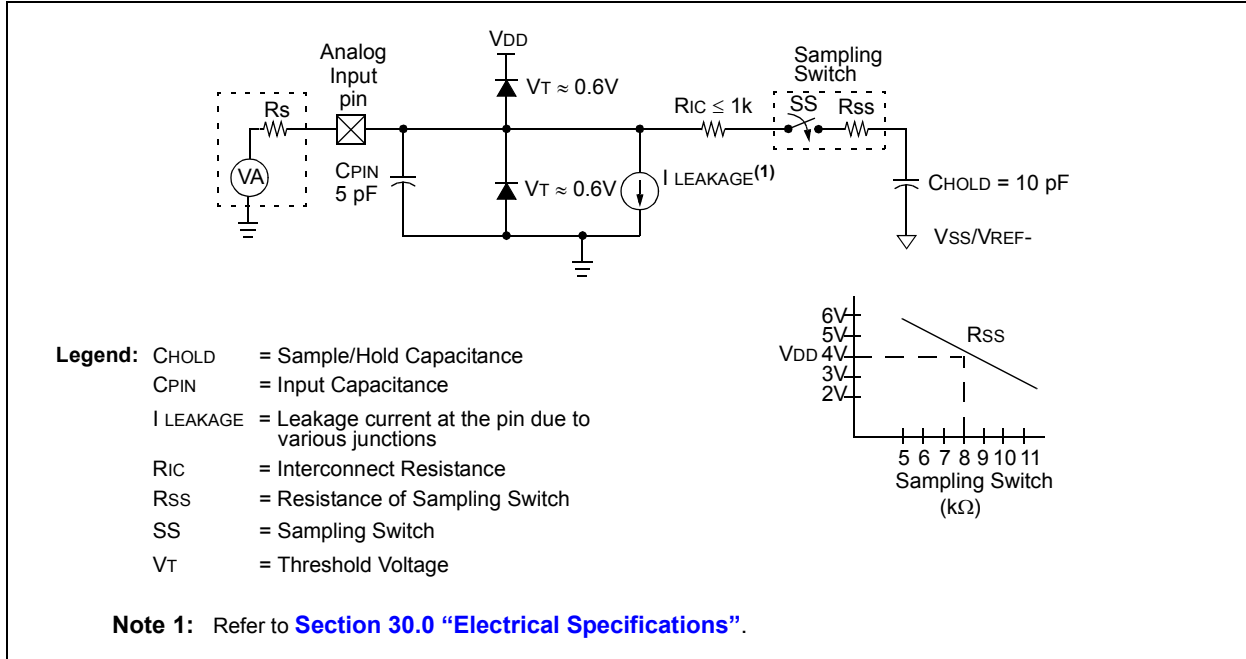 VDD
Analog
Input
pin
Sampling
Switch
VT ≈ 0.6V
Rs
RIC ≤ 1k
SS
Rss
VA
CPIN
5 pF
VT ≈ 0.6V
I LEAKAGE(1)
CHOLD = 10 pF
VSS/VREF-
6V
5V
VDD 4V
3V
2V
RSS
5 6 7 8 9 10 11
Sampling Switch
(kΩ)
Legend: CHOLD = Sample/Hold Capacitance
CPIN = Input Capacitance
I LEAKAGE = Leakage current at the pin due to
various junctions
RIC = Interconnect Resistance
RSS = Resistance of Sampling Switch
SS = Sampling Switch
VT = Threshold Voltage
Note 1: Refer to Section 30.0 “Electrical Specifications”.